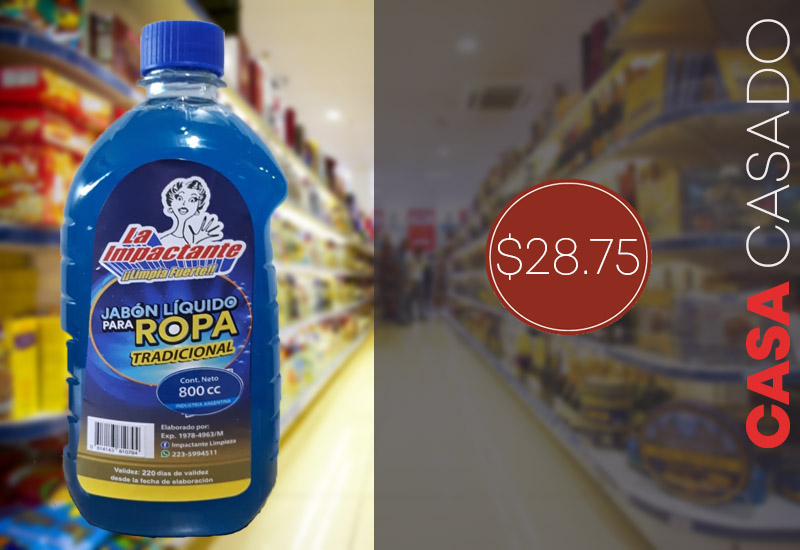 La
Impactante
¡¡Limpia Fuerte!!
JABÓN LÍQUIDO
PARA ROPA
TRADICIONAL
Cont. Neto
800 cc
INDUSTRIA ARGENTINA
Elaborado por:
Exp. 1978-4963/M
Impactante Limpieza
223-5994511
Validez: 220 días de validez
desde la fecha de elaboración
$28.75
CASA CASADO